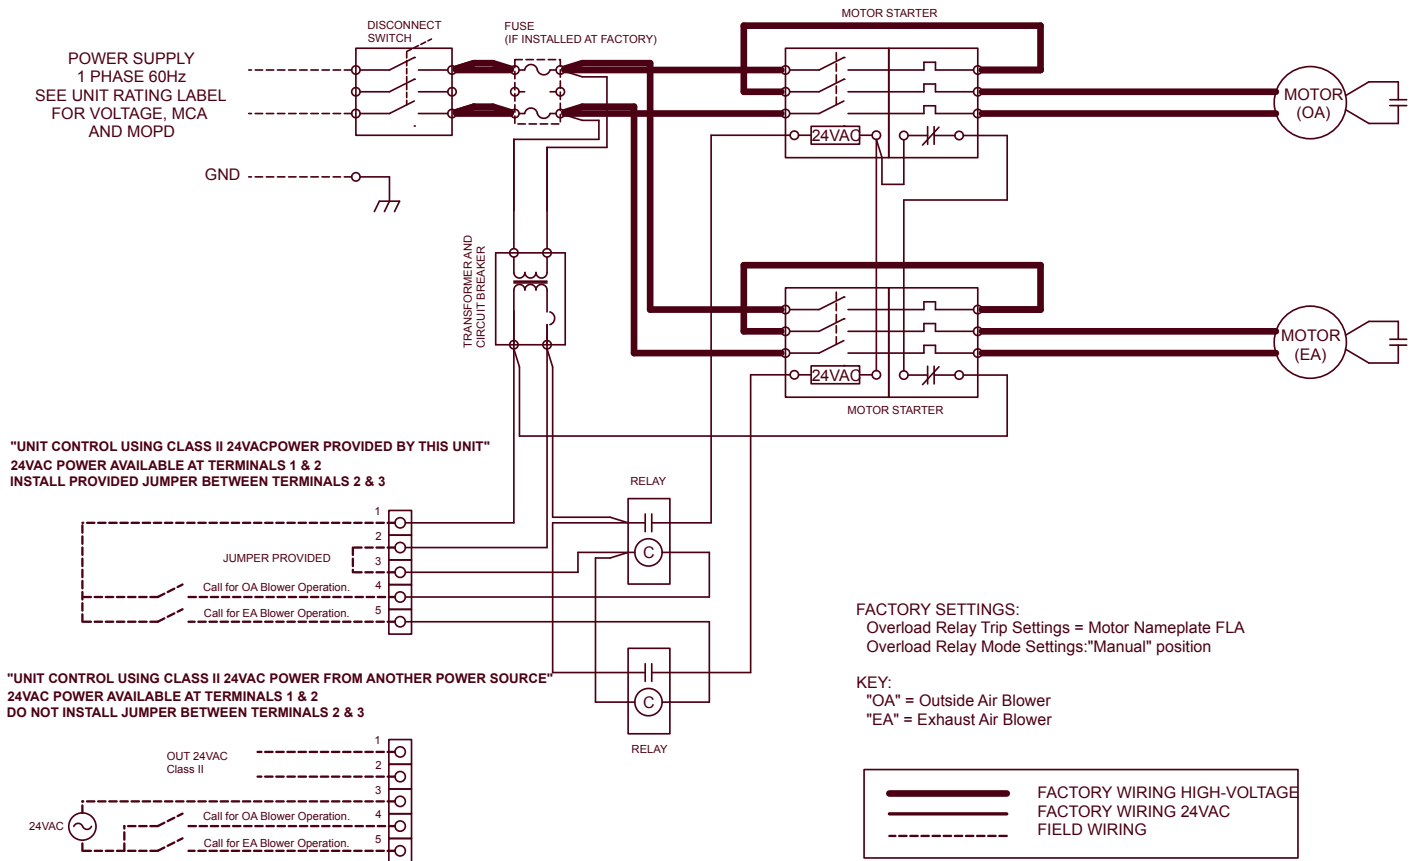 MOTOR STARTER
DISCONNECT
SWITCH
FUSE
(IF INSTALLED AT FACTORY)
POWER SUPPLY
1 PHASE 60Hz
SEE UNIT RATING LABEL
FOR VOLTAGE, MCA
AND MOPD
MOTOR
(OA)
24VAC
GND
TRANSFORMER AND
CIRCUIT BREAKER
MOTOR
(EA)
24VAC
MOTOR STARTER
"UNIT CONTROL USING CLASS II 24VACPOWER PROVIDED BY THIS UNIT"
24VAC POWER AVAILABLE AT TERMINALS 1 & 2
INSTALL PROVIDED JUMPER BETWEEN TERMINALS 2 & 3
RELAY
1
2
JUMPER PROVIDED
3
C
Call for OA Blower Operation.
4
Call for EA Blower Operation.
5
FACTORY SETTINGS:
Overload Relay Trip Settings = Motor Nameplate FLA
Overload Relay Mode Settings:"Manual" position
"UNIT CONTROL USING CLASS II 24VAC POWER FROM ANOTHER POWER SOURCE"
24VAC POWER AVAILABLE AT TERMINALS 1 & 2
DO NOT INSTALL JUMPER BETWEEN TERMINALS 2 & 3
C
RELAY
KEY:
"OA" = Outside Air Blower
"EA" = Exhaust Air Blower
1
OUT 24VAC
Class II
2
3
24VAC
Call for OA Blower Operation.
4
Call for EA Blower Operation.
5
FACTORY WIRING HIGH-VOLTAGE
FACTORY WIRING 24VAC
FIELD WIRING